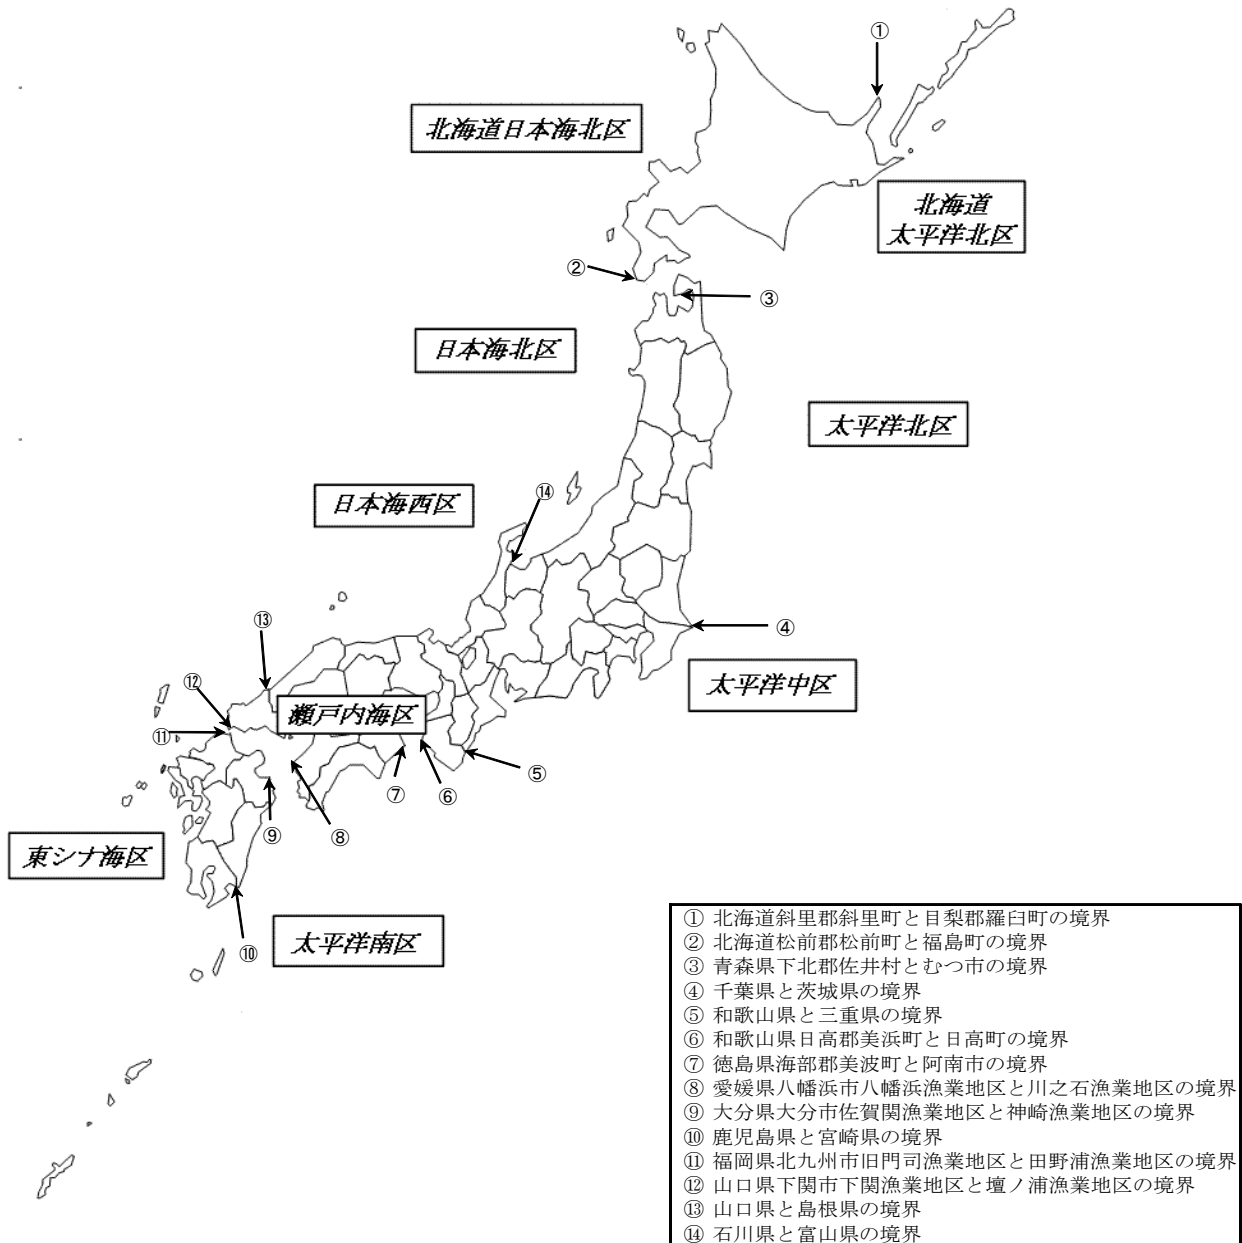 ①
北海道日本海北区
北海道
太平洋北区
②
③
日本海北区
太平洋北区
日本海西区
⑭
⑬
④
太平洋中区
⑫
瀬戸内海区
⑪
⑤
⑦
⑥
⑨
⑧
東シナ海区
⑩
太平洋南区
① 北海道斜里郡斜里町と目梨郡羅臼町の境界
② 北海道松前郡松前町と福島町の境界
③ 青森県下北郡佐井村とむつ市の境界
④ 千葉県と茨城県の境界
⑤ 和歌山県と三重県の境界
⑥ 和歌山県日高郡美浜町と日高町の境界
⑦ 徳島県海部郡美波町と阿南市の境界
⑧ 愛媛県八幡浜市八幡浜漁業地区と川之石漁業地区の境界
⑨ 大分県大分市佐賀関漁業地区と神崎漁業地区の境界
⑩ 鹿児島県と宮崎県の境界
⑪ 福岡県北九州市旧門司漁業地区と田野浦漁業地区の境界
⑫ 山口県下関市下関漁業地区と壇ノ浦漁業地区の境界
⑬ 山口県と島根県の境界
⑭ 石川県と富山県の境界